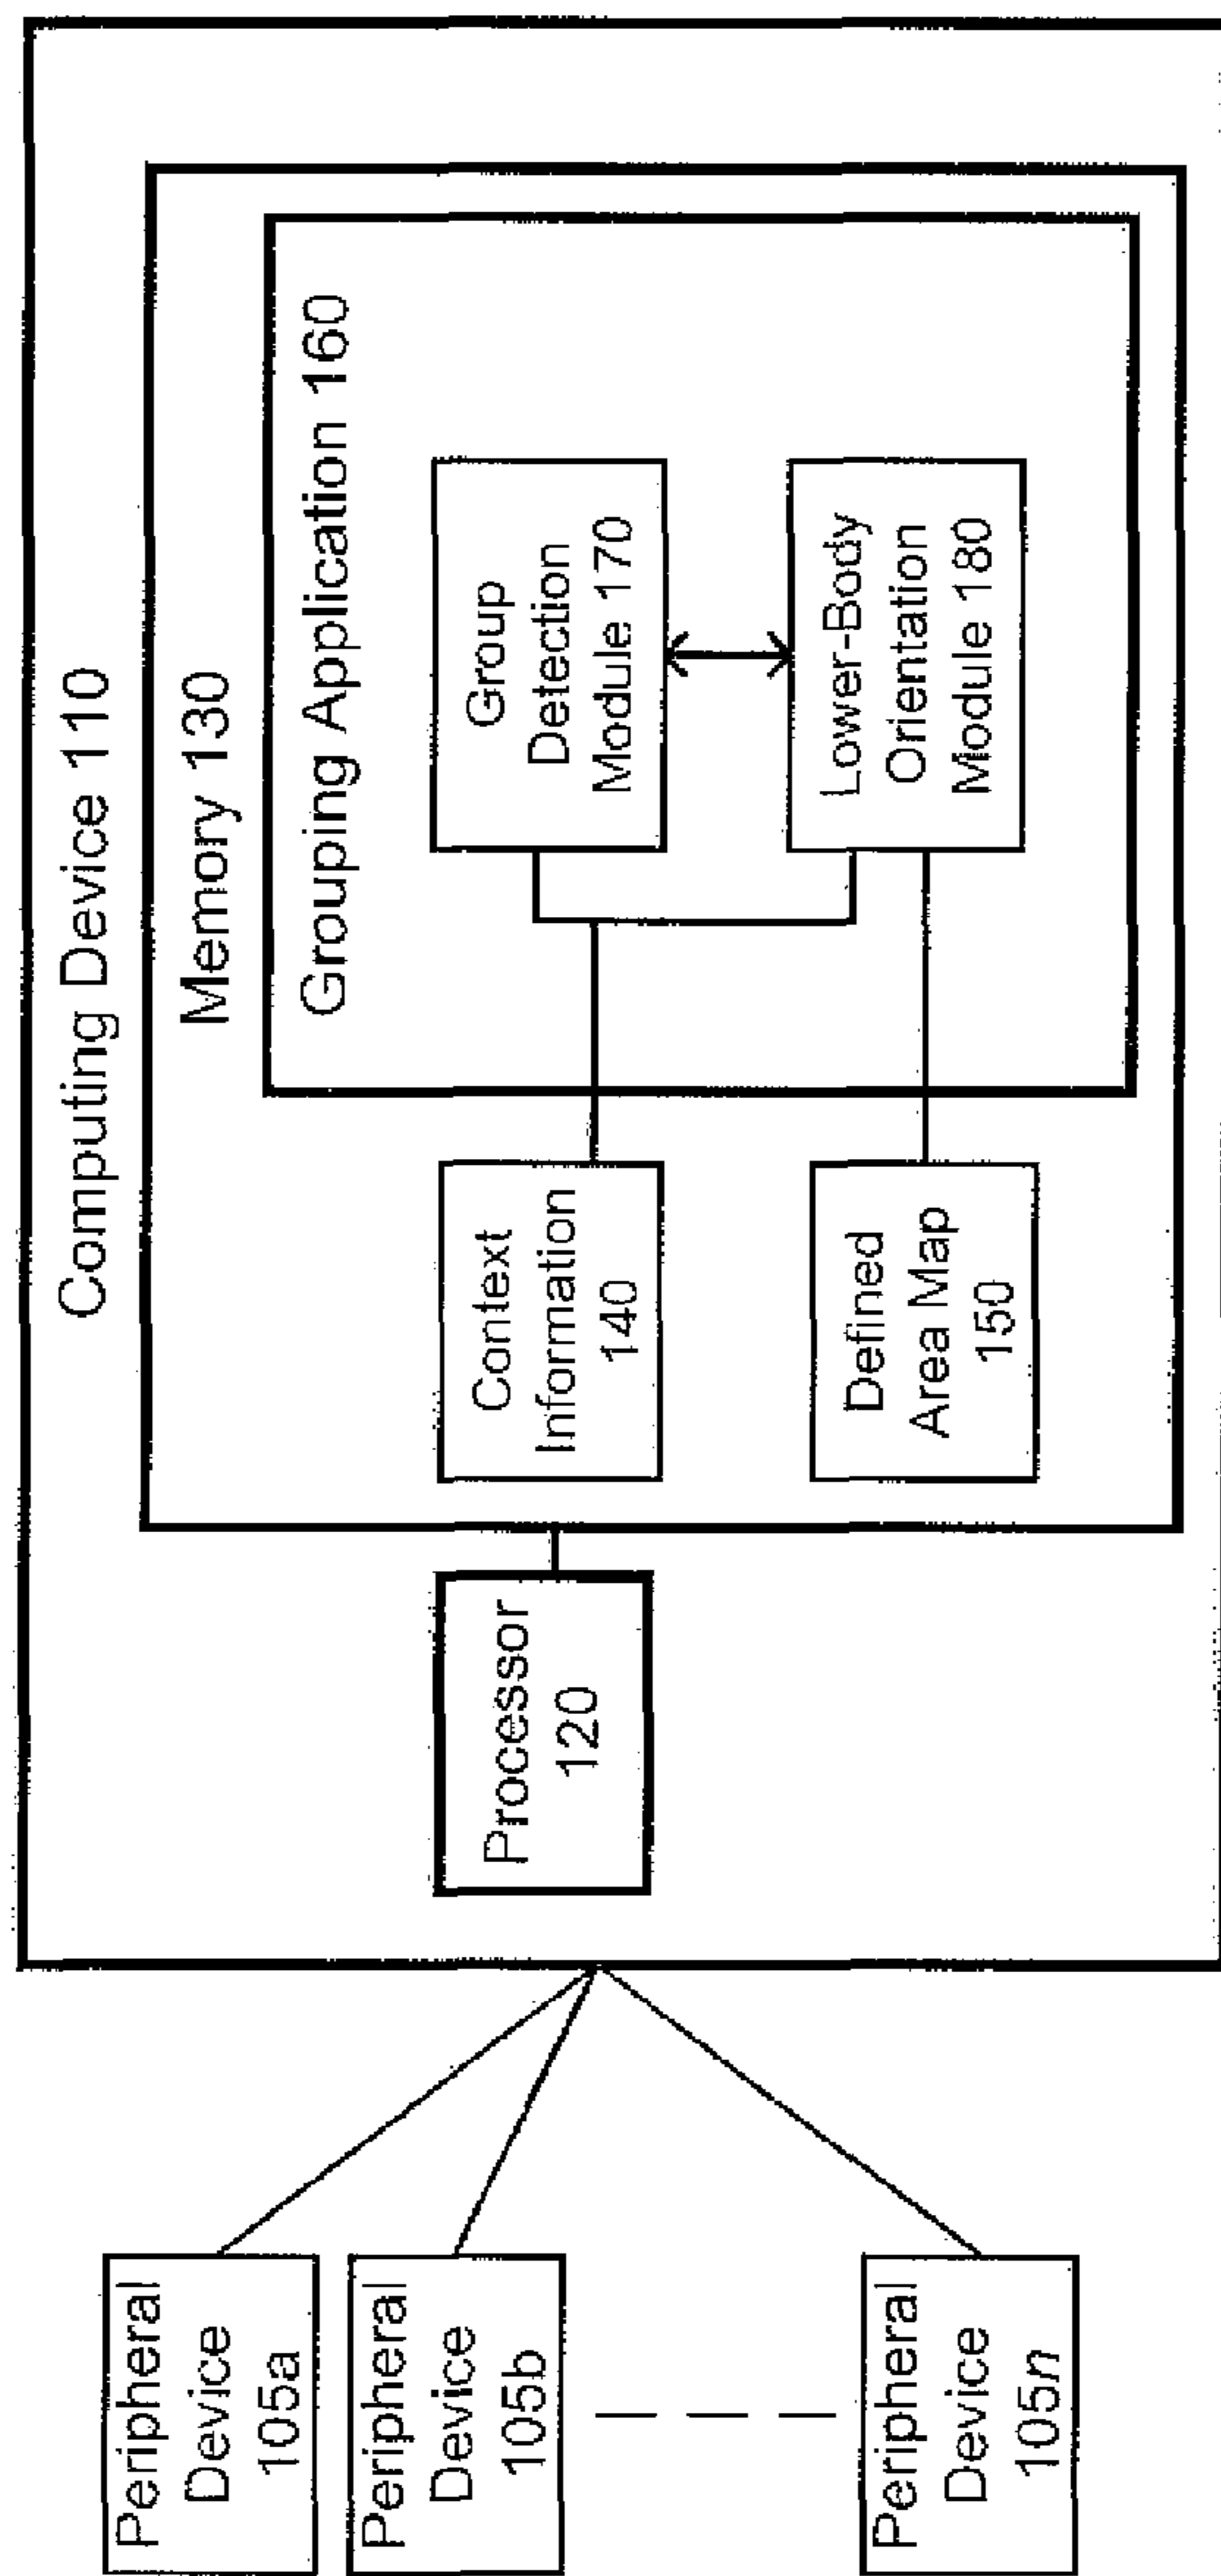 Computing Device 110
Memory 130
Grouping Application 160
Group
Detection
Module 170
Lower-Body
Orientation
Module 180
Context
Information
140
Defined
Area Map
150
Processor
120
Peripheral
Device
105a
Peripheral
Device
105b
Peripheral
Device
105n